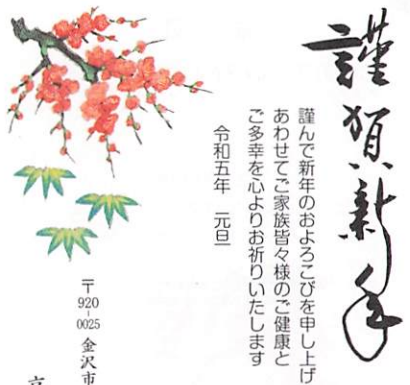 謹賀新年
謹んで新年のおよろこびを申し上げ
あわせてご家族皆々様のご健康と
ご多幸を心よりお祈りいたします
令和五年 元旦
〒920-0025 金沢市
京